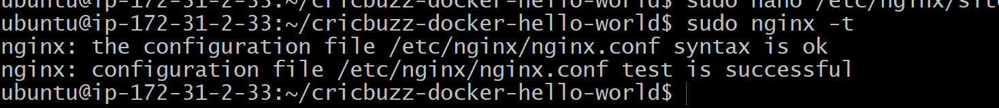 ubuntu@ip-172-31-2-33:~/cricbuzz-docker-hello-world$ sudo nano /etc/nginx/site
ubuntu@ip-172-31-2-33:~/cricbuzz-docker-hello-world$ sudo nginx -t
nginx: the configuration file /etc/nginx/nginx.conf syntax is ok
nginx: configuration file /etc/nginx/nginx.conf test is successful
ubuntu@ip-172-31-2-33:~/cricbuzz-docker-hello-world$